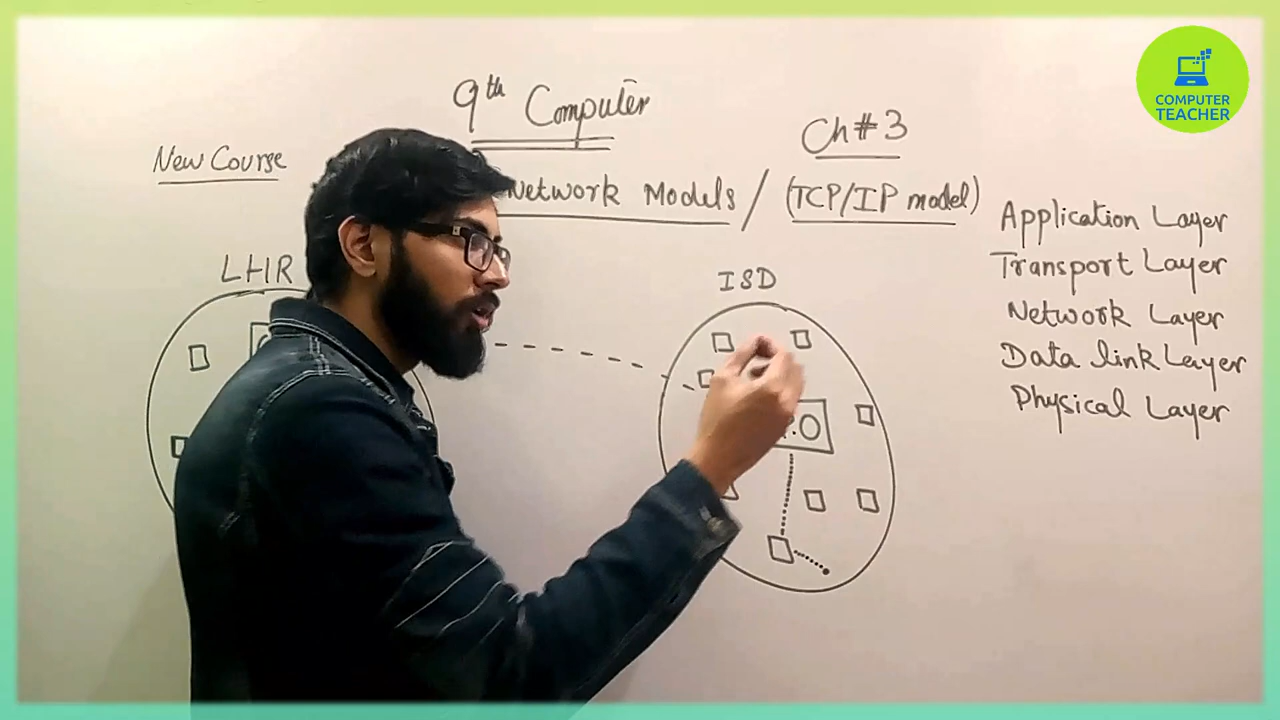 9th Computer
Ch#3
New Course
Network Models / (TCP/IP model)
LHR
ISD
Application Layer
Transport Layer
Network Layer
Data link Layer
Physical Layer
COMPUTER
TEACHER